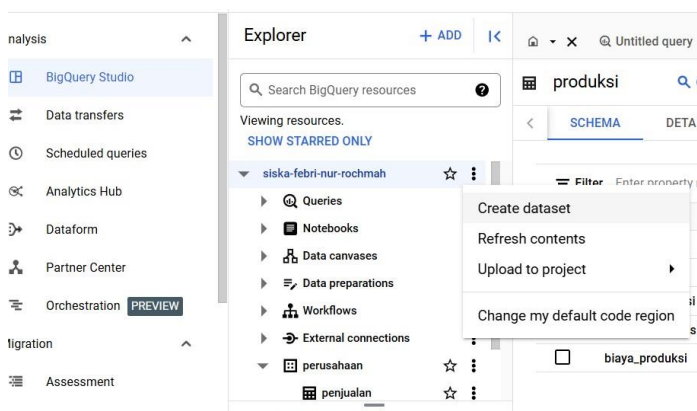 nalysis
BigQuery Studio
Data transfers
Scheduled queries
Analytics Hub
Dataform
Partner Center
Orchestration PREVIEW
Migration
Assessment
Explorer
+ ADD
Search BigQuery resources
Viewing resources.
SHOW STARRED ONLY
siska-febri-nur-rochmah
Queries
Notebooks
Data canvases
Data preparations
Workflows
External connections
perusahaan
penjualan
Create dataset
Refresh contents
Upload to project
Change my default code region
Untitled query
produksi
SCHEMA
DETA
Filter Enter property
biaya_produksi